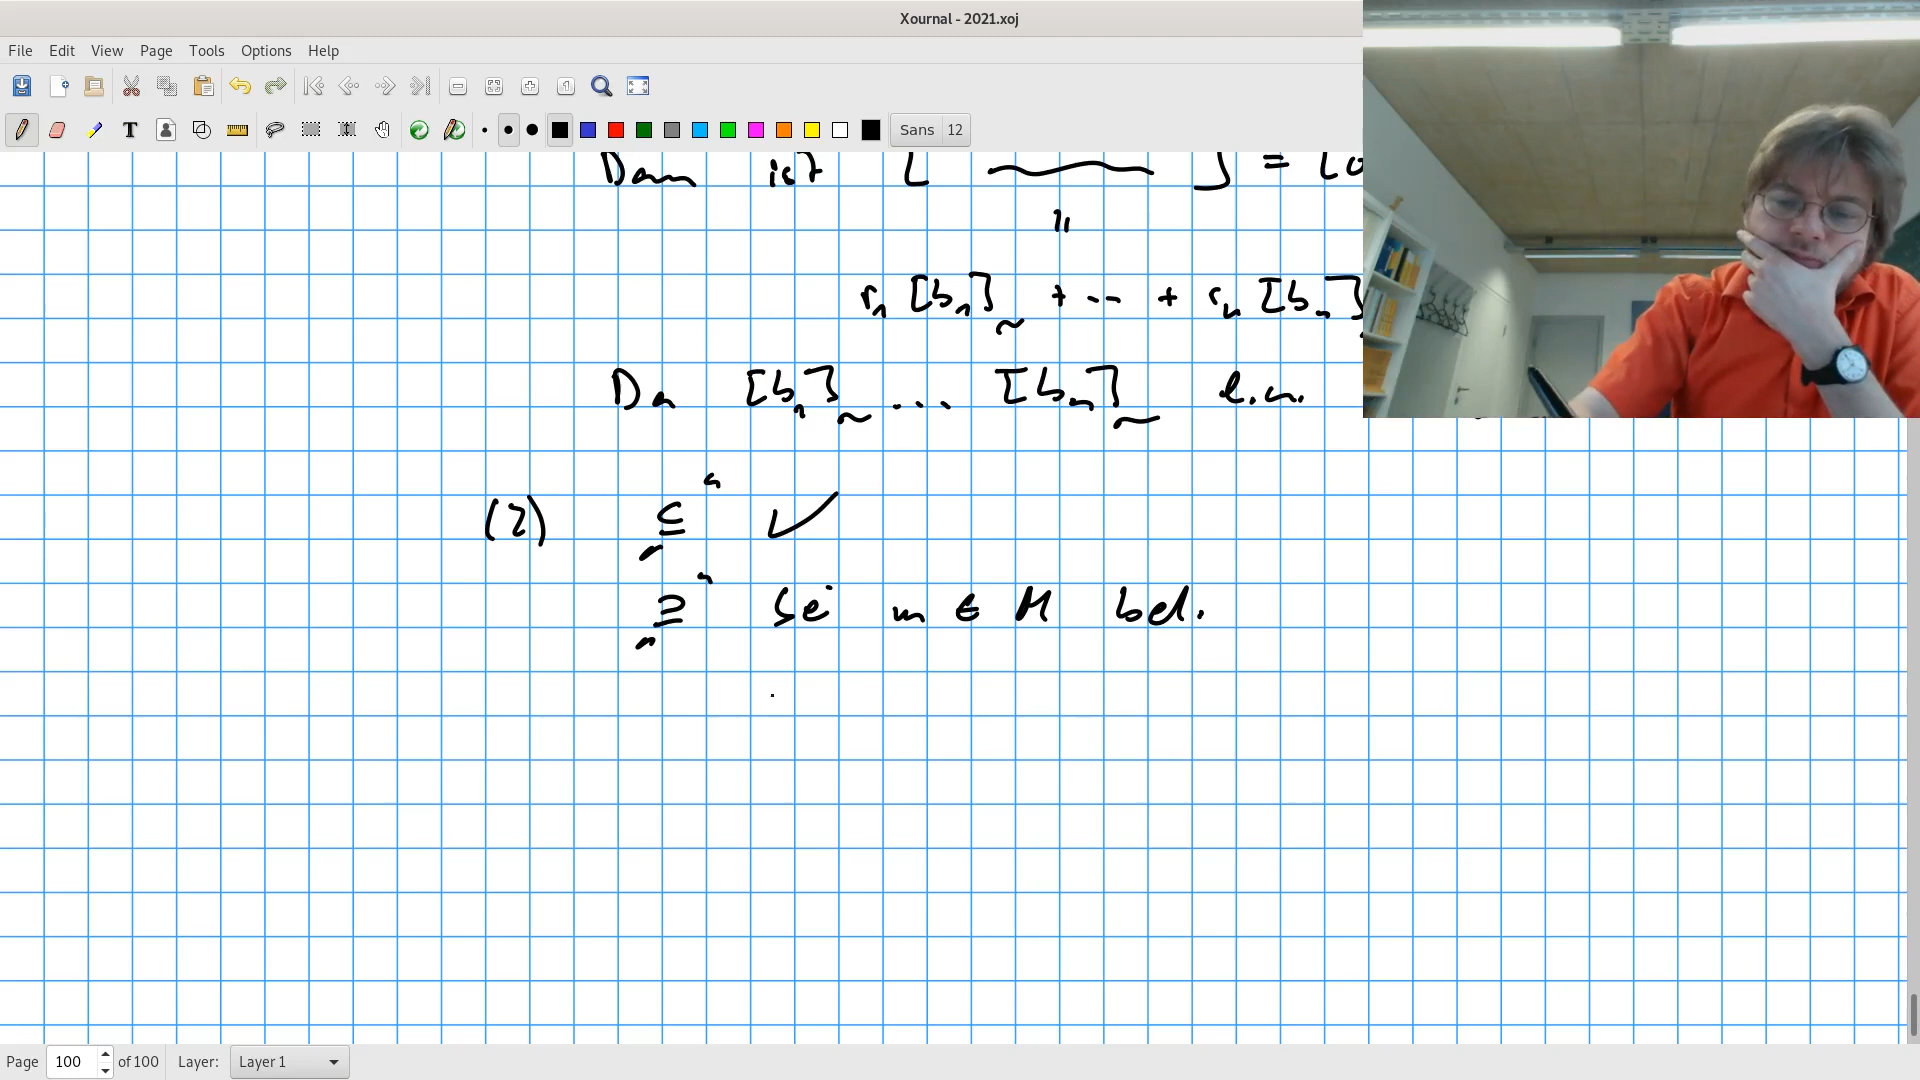 Xournal - 2021.xoj
File Edit View Page Tools Options Help
Sans 12
Dann ist [ ] = [0
"
r₁ [b₁]~ + -- + rₙ [bₙ]
Da [b₁]~ ... [bₙ]~ l.u.
(2) „⊆“ ✓
„⊇“ Sei m ∈ M bel.
Page 100 of 100 Layer: Layer 1